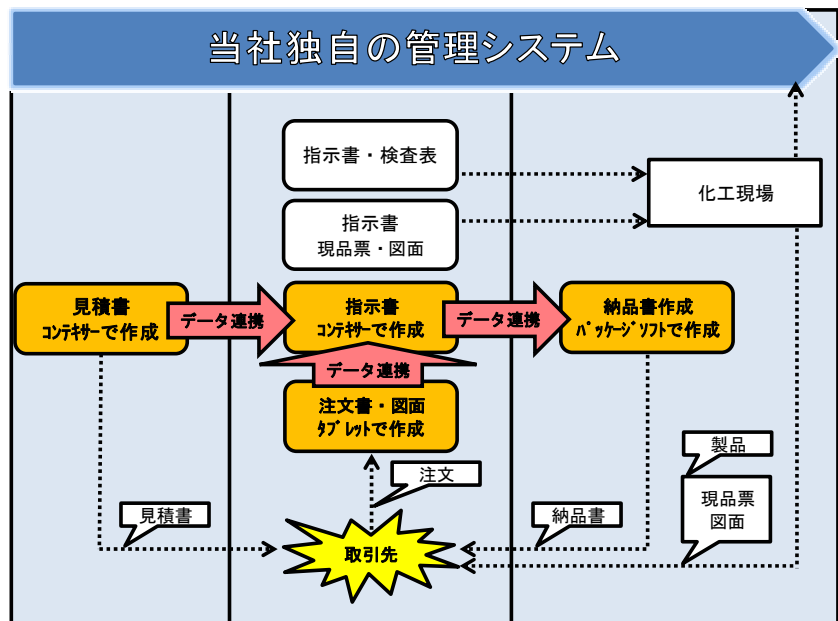 当社独自の管理システム
指示書・検査表
化工現場
指示書
現品票・図面
見積書
ｺﾝﾃｷｻｰで作成
データ連携
指示書
ｺﾝﾃｷｻｰで作成
データ連携
納品書作成
ﾊﾟｯｹｰｼﾞｿﾌﾄで作成
データ連携
注文書・図面
ﾀﾌﾞﾚｯﾄで作成
製品
注文
現品票
図面
見積書
納品書
取引先